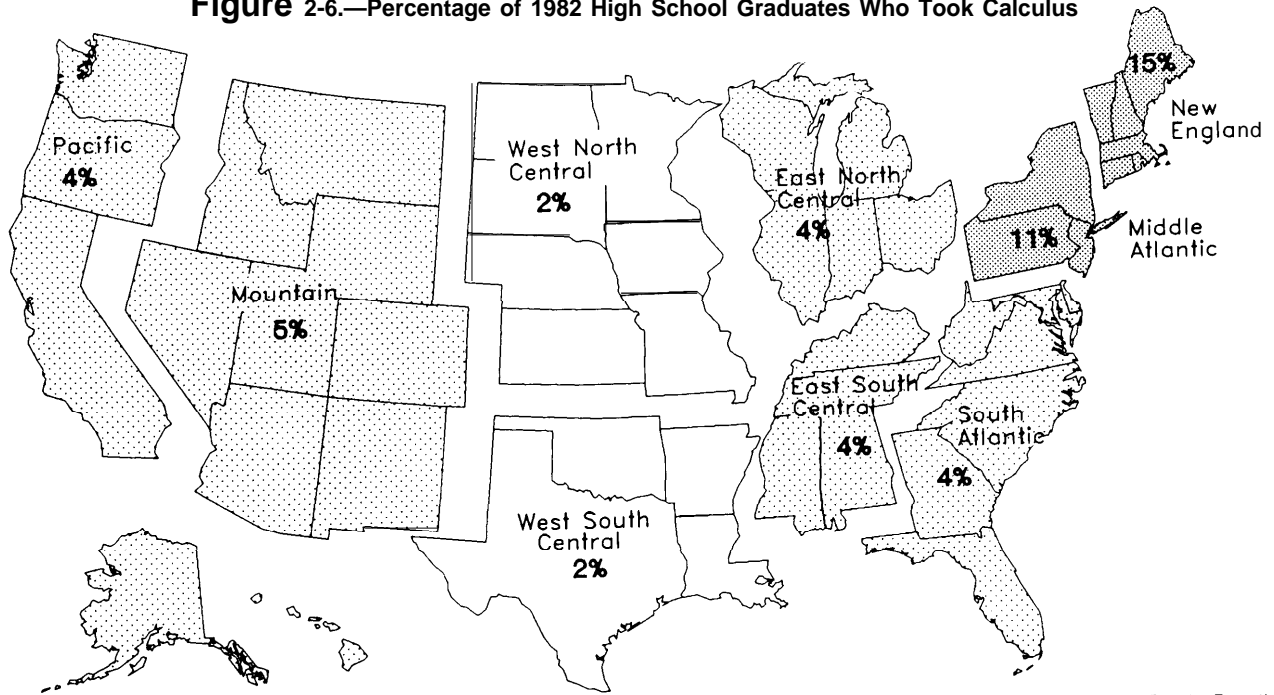 Figure 2-6.—Percentage of 1982 High School Graduates Who Took Calculus
15%
New
England
Pacific
4%
West North
Central
2%
East North
Central
4%
11%
Middle
Atlantic
Mountain
5%
East South
Central
4%
South
Atlantic
4%
West South
Central
2%